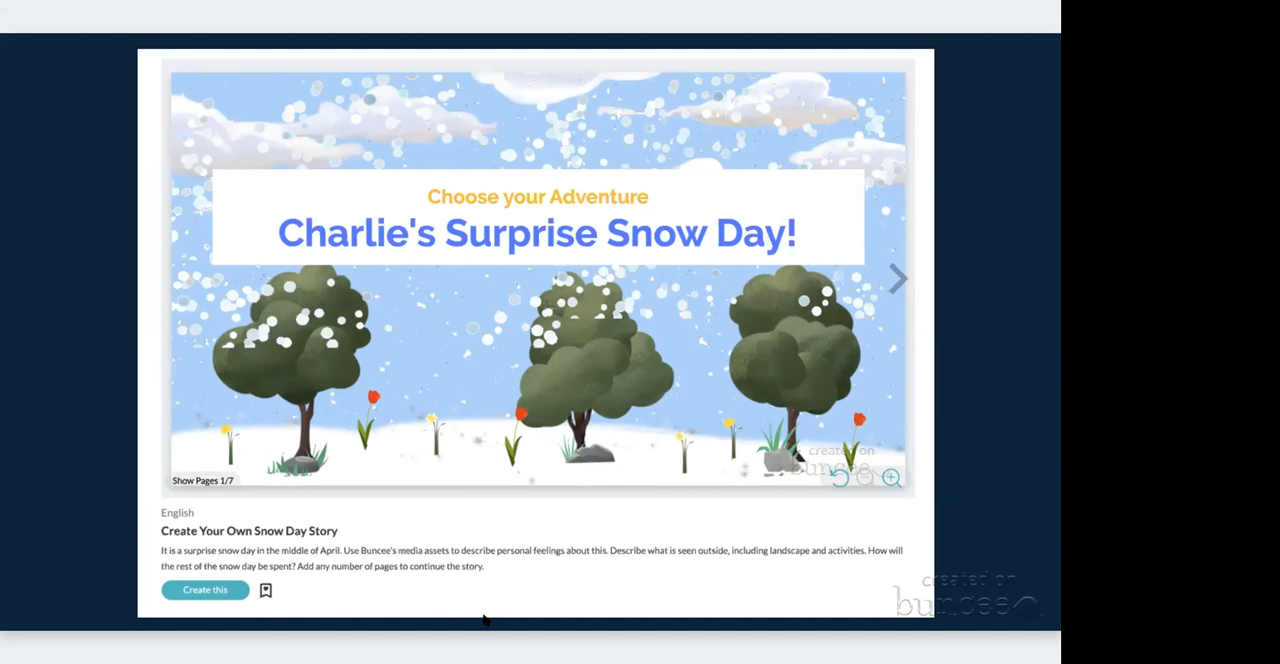 Choose your Adventure
Charlie's Surprise Snow Day!
created on
buncee
Show Pages 1/7
English
Create Your Own Snow Day Story
It is a surprise snow day in the middle of April. Use Buncee's media assets to describe personal feelings about this. Describe what is seen outside, including landscape and activities. How will
the rest of the snow day be spent? Add any number of pages to continue the story.
Create this
created on
buncee